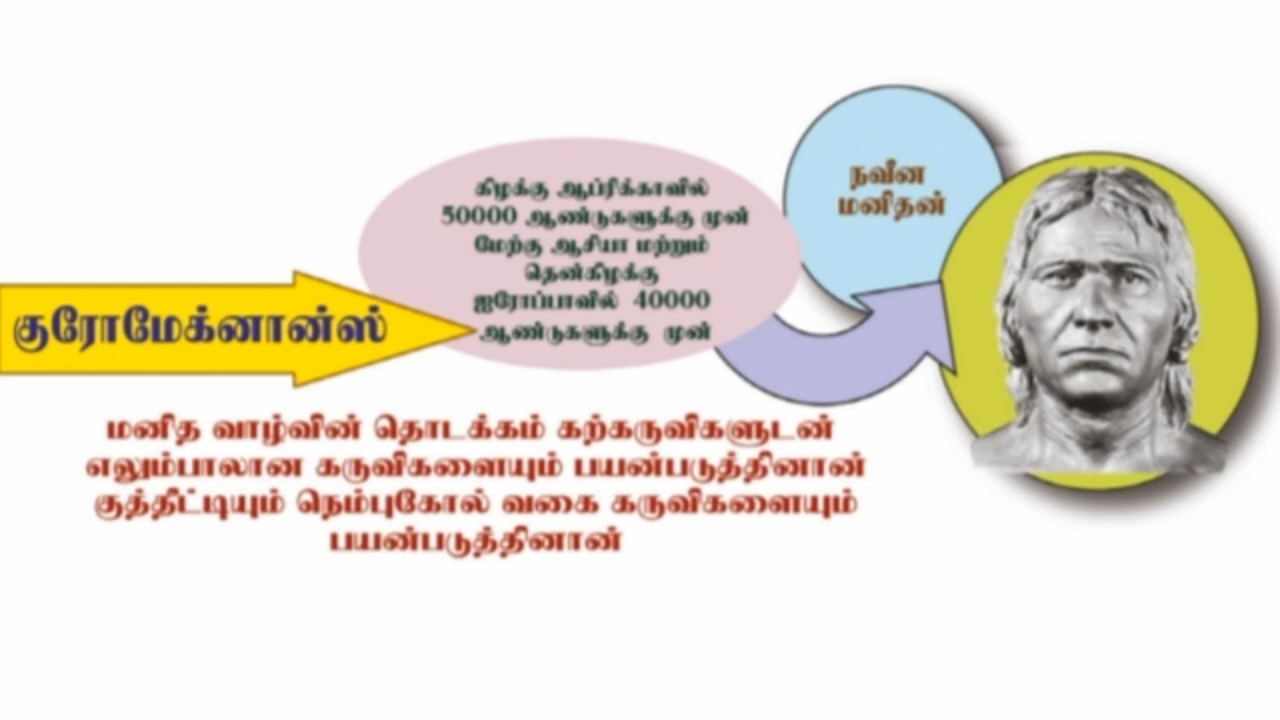 குரோமேக்னான்ஸ்
கிழக்கு ஆப்ரிக்காவில்
50000 ஆண்டுகளுக்கு முன்
மேற்கு ஆசியா மற்றும்
தென்கிழக்கு
ஐரோப்பாவில் 40000
ஆண்டுகளுக்கு முன்
நவீன
மனிதன்
மனித வாழ்வின் தொடக்கம் கற்கருவிகளுடன்
எலும்பாலான கருவிகளையும் பயன்படுத்தினான்
குத்தீட்டியும் நெம்புகோல் வகை கருவிகளையும்
பயன்படுத்தினான்